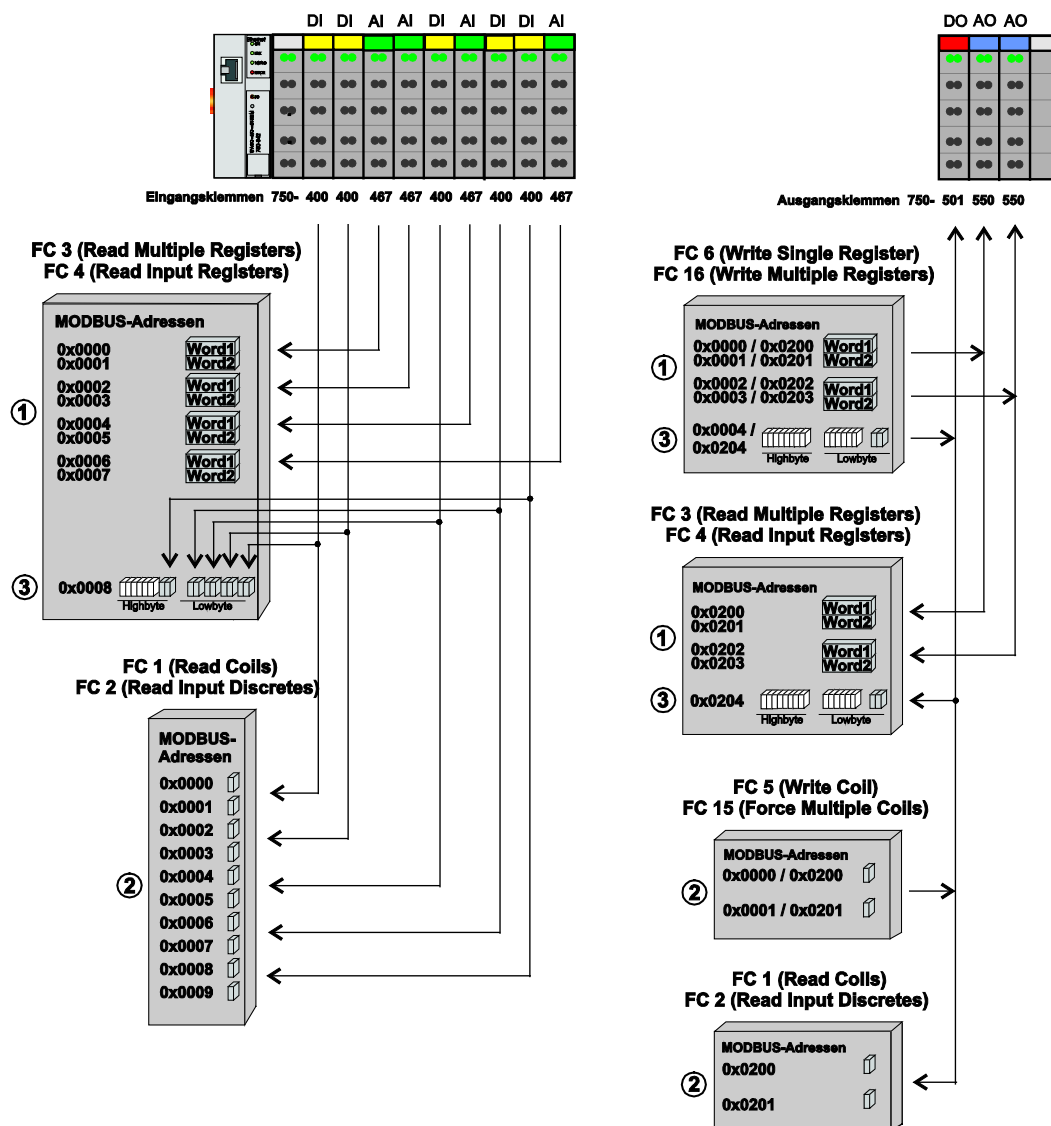 DI DI AI AI DI AI DI DI AI
Eingangsklemmen 750- 400 400 467 467 400 467 400 400 467
FC 3 (Read Multiple Registers)
FC 4 (Read Input Registers)
MODBUS-Adressen
0x0000 Word1
0x0001 Word2
0x0002 Word1
0x0003 Word2
①
0x0004 Word1
0x0005 Word2
0x0006 Word1
0x0007 Word2
③ 0x0008
Highbyte Lowbyte
FC 1 (Read Coils)
FC 2 (Read Input Discretes)
MODBUS-
Adressen
0x0000
0x0001
0x0002
0x0003
② 0x0004
0x0005
0x0006
0x0007
0x0008
0x0009
DO AO AO
Ausgangsklemmen 750- 501 550 550
FC 6 (Write Single Register)
FC 16 (Write Multiple Registers)
MODBUS-Adressen
0x0000 / 0x0200 Word1
0x0001 / 0x0201 Word2
①
0x0002 / 0x0202 Word1
0x0003 / 0x0203 Word2
③ 0x0004 /
0x0204
Highbyte Lowbyte
FC 3 (Read Multiple Registers)
FC 4 (Read Input Registers)
MODBUS-Adressen
0x0200 Word1
0x0201 Word2
①
0x0202 Word1
0x0203 Word2
③ 0x0204
Highbyte Lowbyte
FC 5 (Write Coil)
FC 15 (Force Multiple Coils)
MODBUS-Adressen
0x0000 / 0x0200
②
0x0001 / 0x0201
FC 1 (Read Coils)
FC 2 (Read Input Discretes)
MODBUS-Adressen
0x0200
②
0x0201